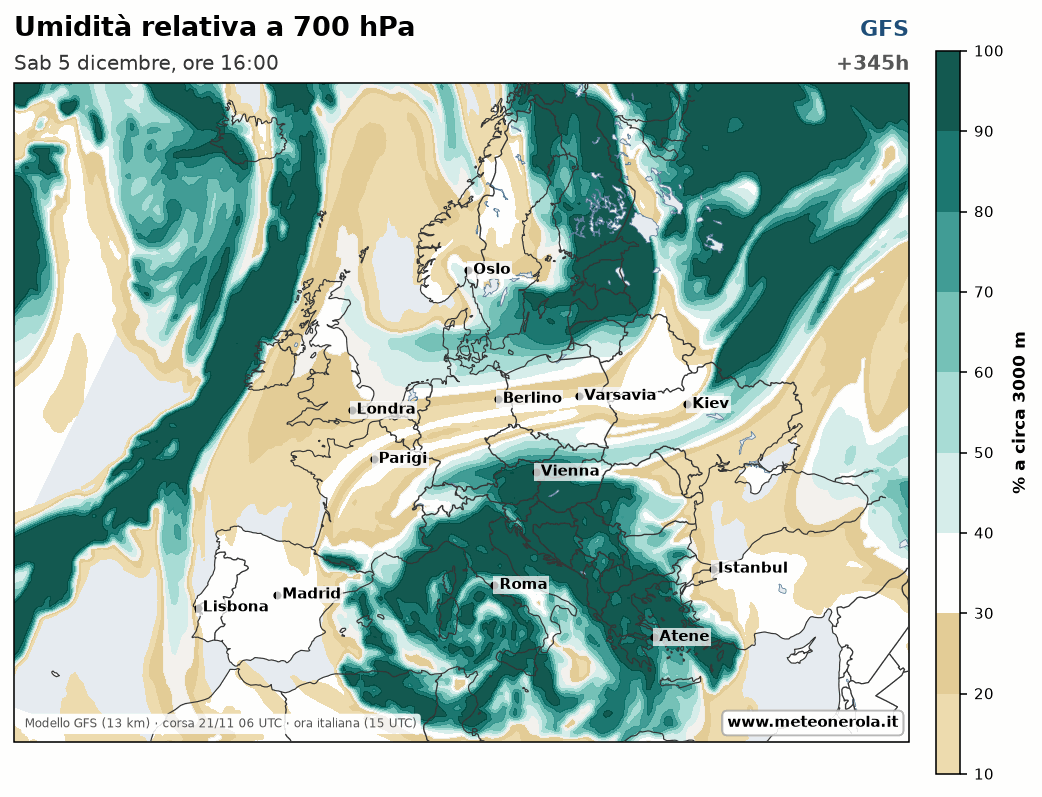 Umidità relativa a 700 hPa
GFS
Sab 5 dicembre, ore 16:00
+345h
100
90
80
70
60
50
40
30
20
10
% a circa 3000 m
Oslo
Berlino
Varsavia
Kiev
Londra
Parigi
Vienna
Istanbul
Roma
Madrid
Lisbona
Atene
Modello GFS (13 km) · corsa 21/11 06 UTC · ora italiana (15 UTC)
www.meteonerola.it